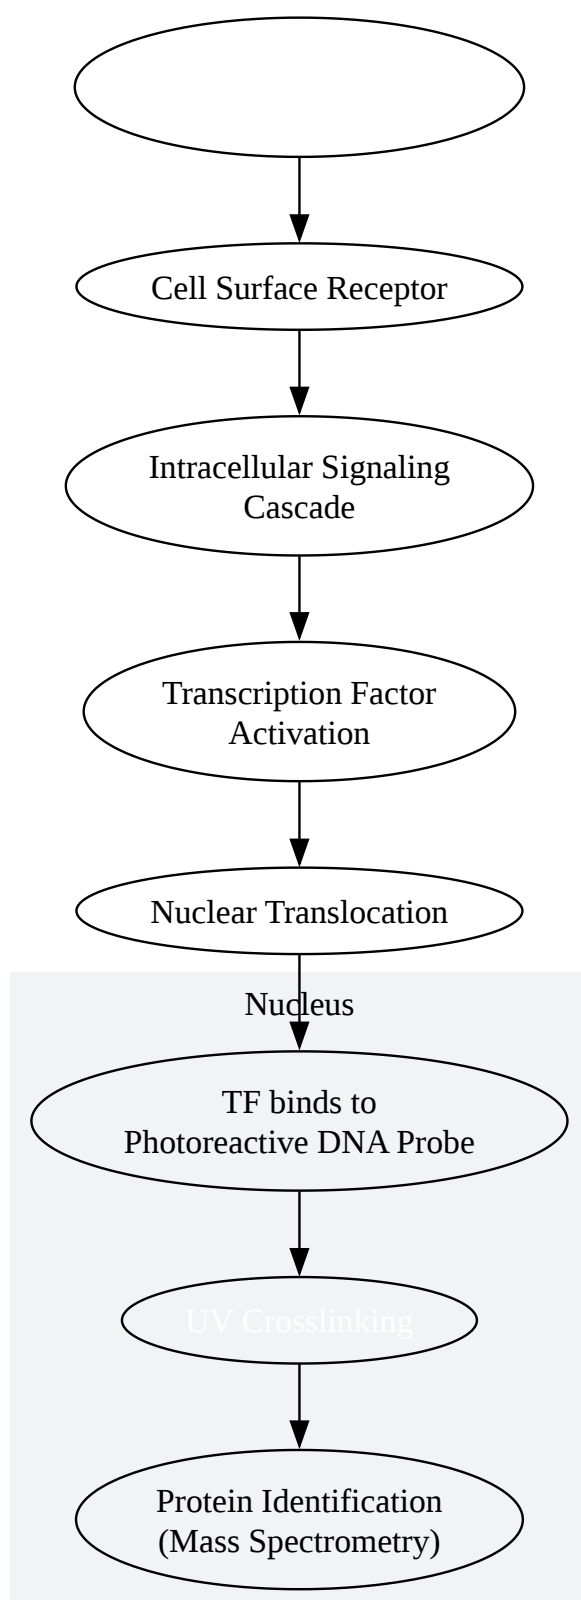 Cell Surface Receptor
Intracellular Signaling
Cascade
Transcription Factor
Activation
Nuclear Translocation
Nucleus
TF binds to
Photoreactive DNA Probe
UV Crosslinking
Protein Identification
(Mass Spectrometry)